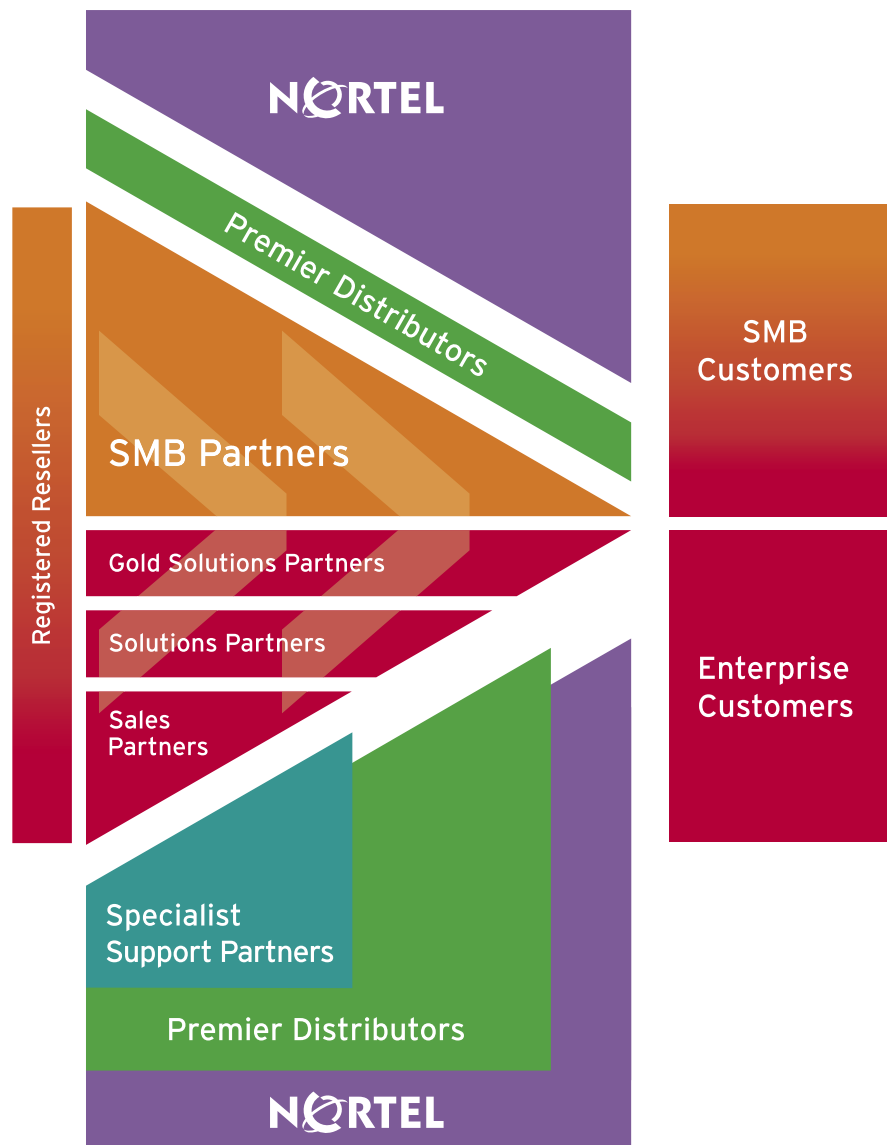 NORTEL
Premier Distributors
SMB
Customers
Registered Resellers
SMB Partners
Gold Solutions Partners
Solutions Partners
Sales
Partners
Enterprise
Customers
Specialist
Support Partners
Premier Distributors
NORTEL